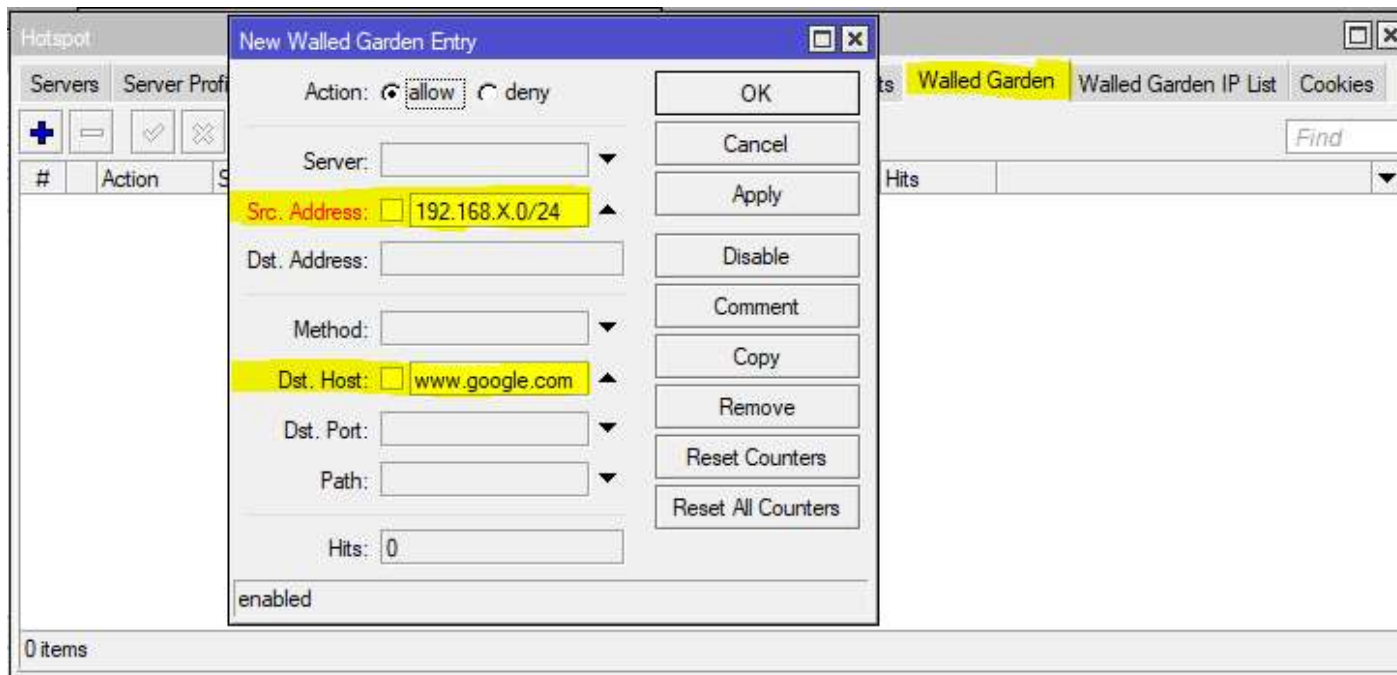 Hotspot
New Walled Garden Entry
Servers Server Profi ts Walled Garden Walled Garden IP List Cookies
Action: allow deny
OK
Find
Server:
Cancel
# Action S Hits
Src. Address: 192.168.X.0/24
Apply
Dst. Address:
Disable
Method:
Comment
Dst. Host: www.google.com
Copy
Dst. Port:
Remove
Path:
Reset Counters
Reset All Counters
Hits: 0
enabled
0 items